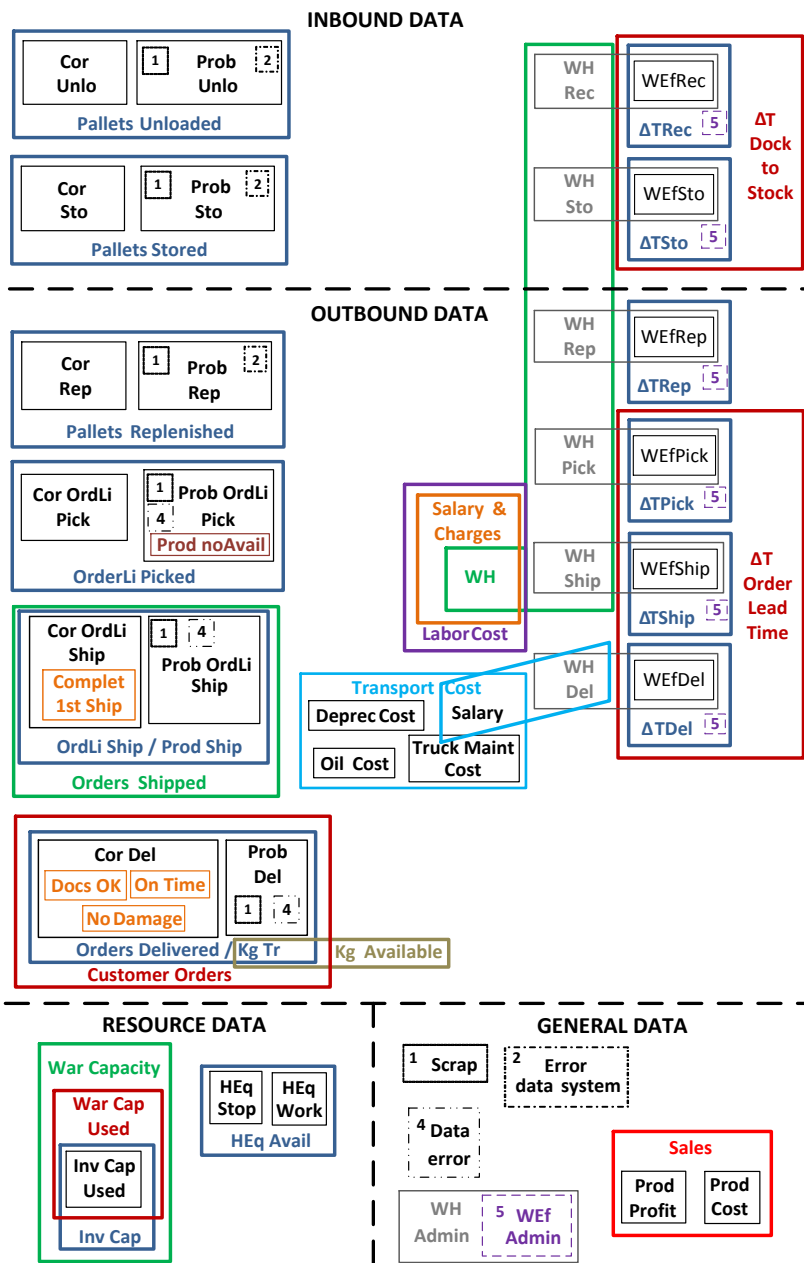 INBOUND DATA
Cor
Unlo
1
Prob
Unlo
2
Pallets Unloaded
Cor
Sto
1
Prob
Sto
2
Pallets Stored
WH
Rec
WEfRec
ΔTRec
5
WH
Sto
WEfSto
ΔTSto
5
ΔT
Dock
to
Stock
OUTBOUND DATA
Cor
Rep
1
Prob
Rep
2
Pallets Replenished
WH
Rep
WEfRep
ΔTRep
5
Cor OrdLi
Pick
1
Prob OrdLi
4
Pick
Prod noAvail
OrderLi Picked
WH
Pick
WEfPick
ΔTPick
5
Salary &
Charges
WH
LaborCost
WH
Ship
WEfShip
ΔTShip
5
ΔT
Order
Lead
Time
Cor OrdLi
Ship
Complet
1st Ship
1
4
Prob OrdLi
Ship
OrdLi Ship / Prod Ship
Orders Shipped
WH
Del
WEfDel
ΔTDel
5
Transport Cost
Deprec Cost
Salary
Oil Cost
Truck Maint
Cost
Cor Del
Docs OK
On Time
No Damage
Prob
Del
1
4
Orders Delivered / Kg Tr
Kg Available
Customer Orders
RESOURCE DATA
War Capacity
War Cap
Used
Inv Cap
Used
Inv Cap
HEq
Stop
HEq
Work
HEq Avail
GENERAL DATA
1 Scrap
2 Error
data system
4 Data
error
WH
Admin
5 WEf
Admin
Sales
Prod
Profit
Prod
Cost